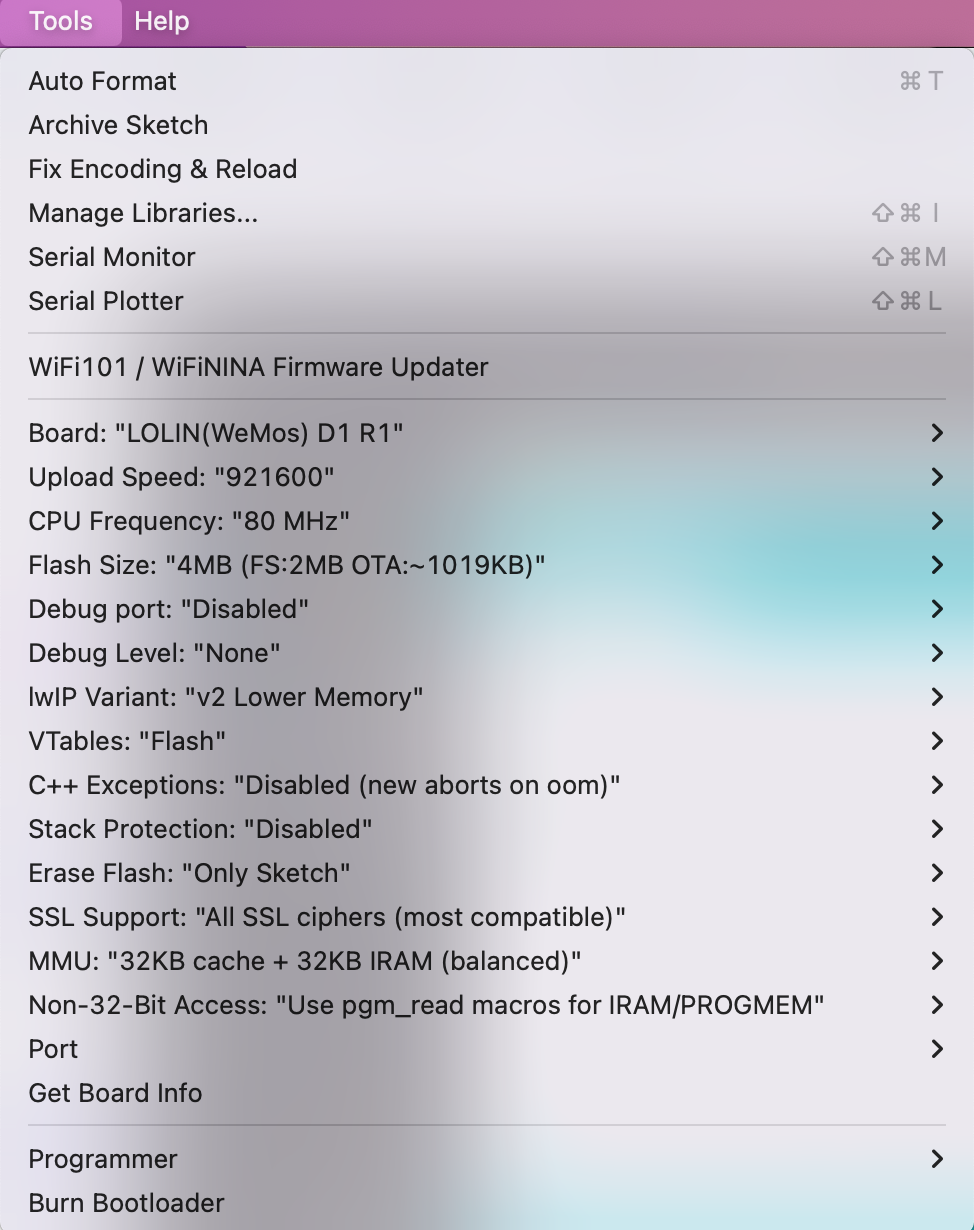 Tools Help
Auto Format ⌘ T
Archive Sketch
Fix Encoding & Reload
Manage Libraries... ⇧ ⌘ I
Serial Monitor ⇧ ⌘ M
Serial Plotter ⇧ ⌘ L
WiFi101 / WiFiNINA Firmware Updater
Board: "LOLIN(WeMos) D1 R1"
Upload Speed: "921600"
CPU Frequency: "80 MHz"
Flash Size: "4MB (FS:2MB OTA:~1019KB)"
Debug port: "Disabled"
Debug Level: "None"
lwIP Variant: "v2 Lower Memory"
VTables: "Flash"
C++ Exceptions: "Disabled (new aborts on oom)"
Stack Protection: "Disabled"
Erase Flash: "Only Sketch"
SSL Support: "All SSL ciphers (most compatible)"
MMU: "32KB cache + 32KB IRAM (balanced)"
Non-32-Bit Access: "Use pgm_read macros for IRAM/PROGMEM"
Port
Get Board Info
Programmer
Burn Bootloader